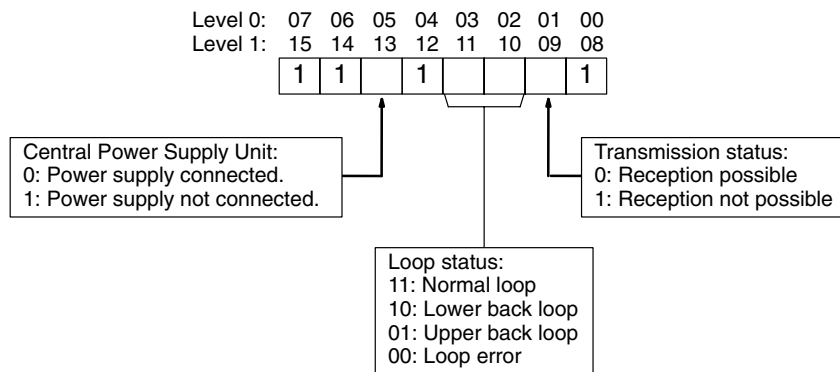 Level 0: 07 06 05 04 03 02 01 00
Level 1: 15 14 13 12 11 10 09 08
1 1 1 1
Central Power Supply Unit:
0: Power supply connected.
1: Power supply not connected.
Transmission status:
0: Reception possible
1: Reception not possible
Loop status:
11: Normal loop
10: Lower back loop
01: Upper back loop
00: Loop error